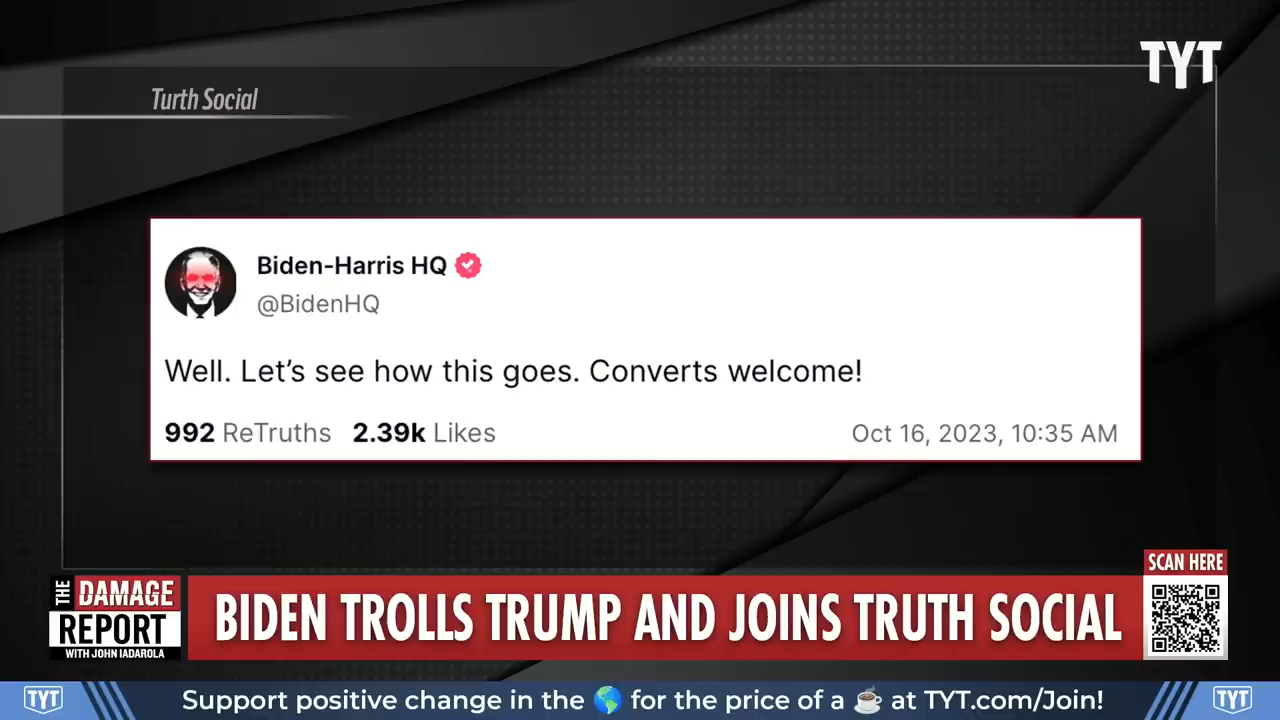 TYT
Turth Social
Biden-Harris HQ
@BidenHQ
Well. Let’s see how this goes. Converts welcome!
992 ReTruths 2.39k Likes
Oct 16, 2023, 10:35 AM
SCAN HERE
THE DAMAGE
REPORT
WITH JOHN IADAROLA
BIDEN TROLLS TRUMP AND JOINS TRUTH SOCIAL
TYT
Support positive change in the 🌎 for the price of a ☕ at TYT.com/Join!
TYT